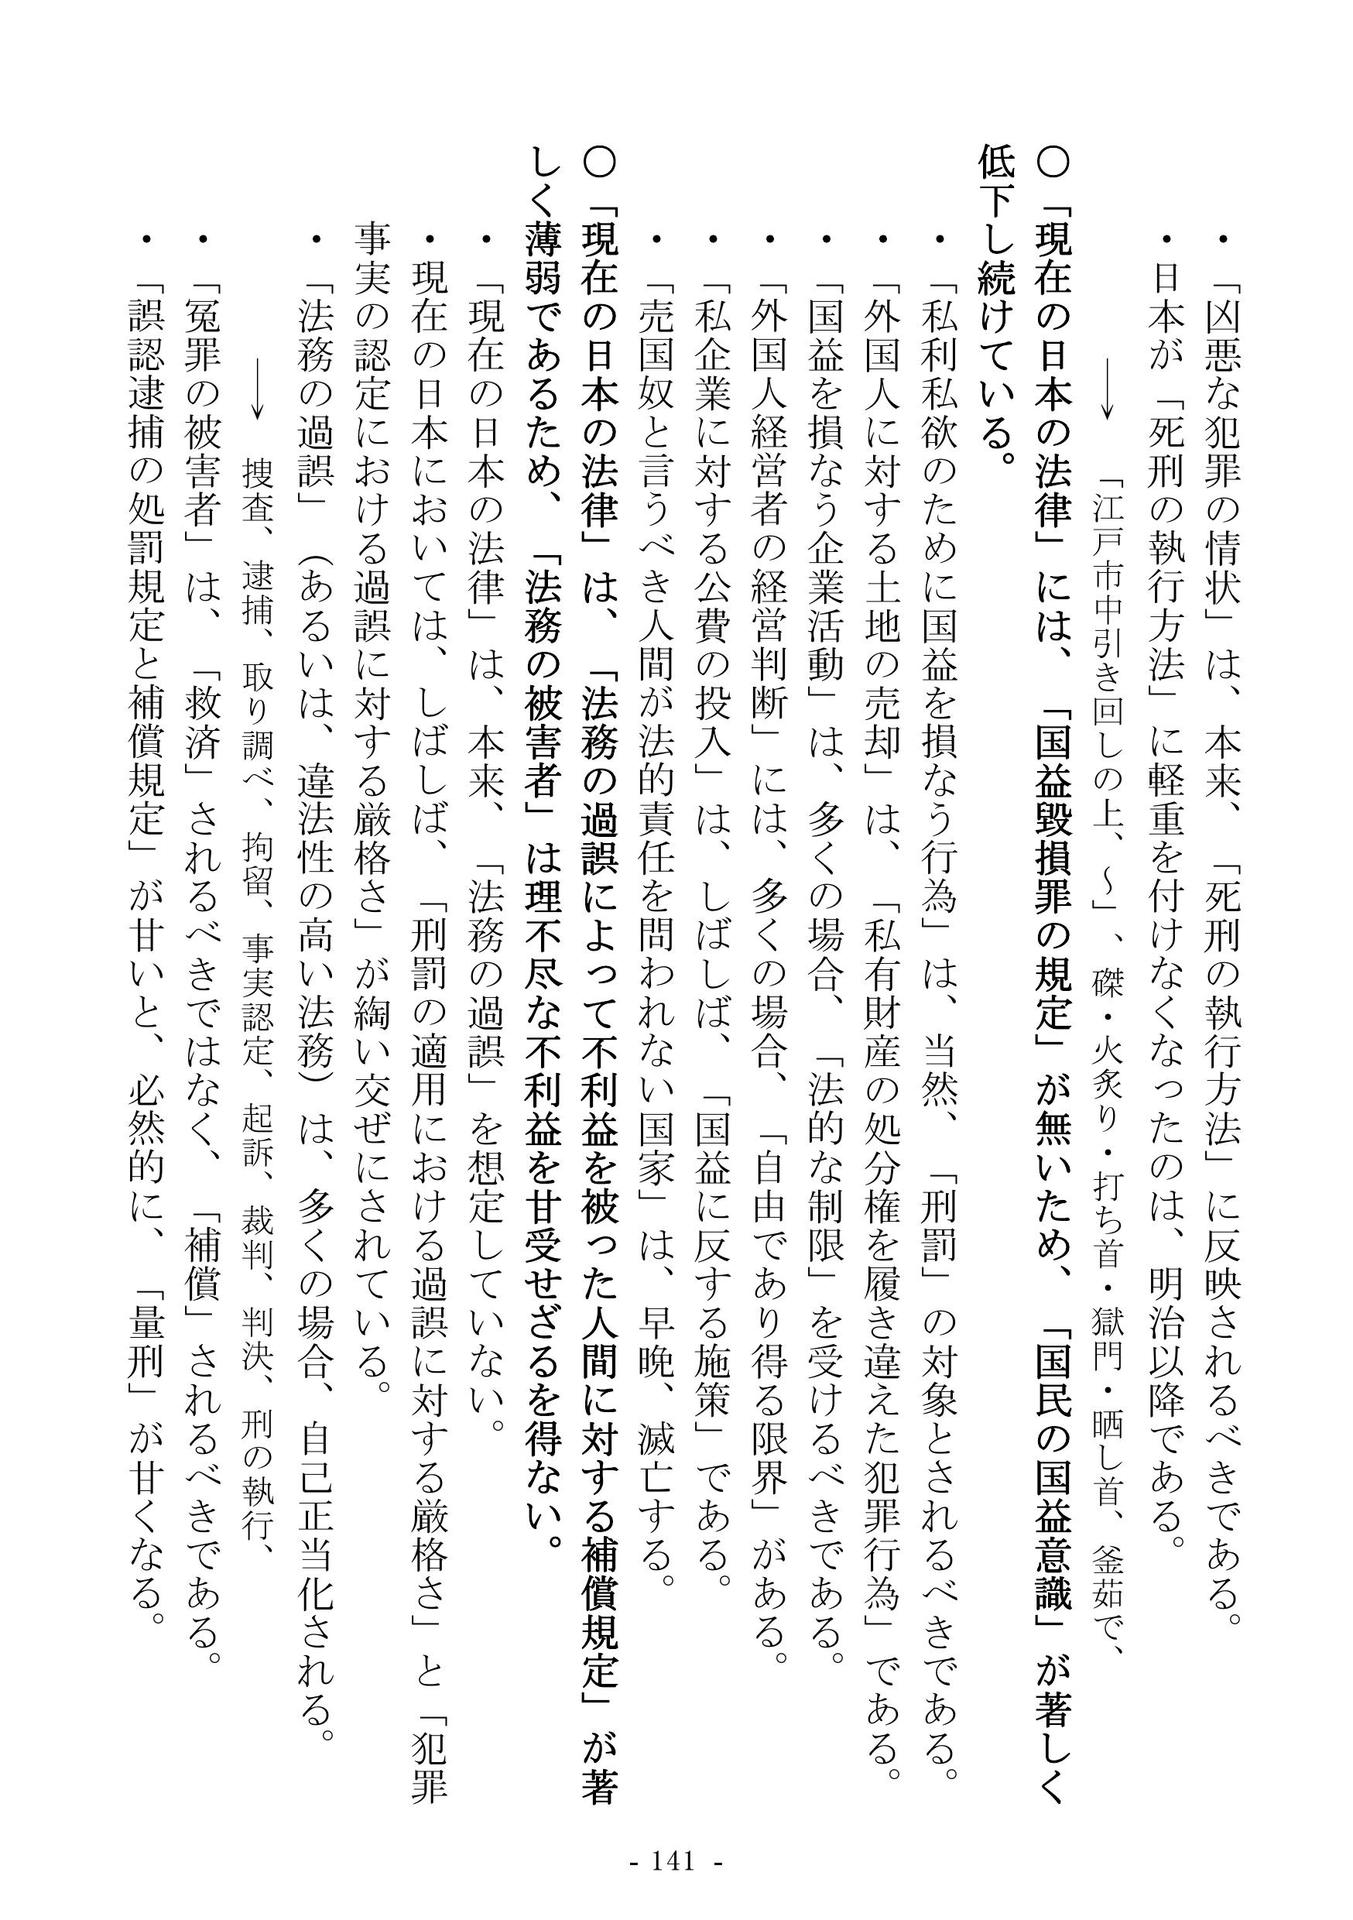 ・「凶悪な犯罪の情状」は、本来、「死刑の執行方法」に反映されるべきである。
・日本が「死刑の執行方法」に軽重を付けなくなったのは、明治以降である。
→　「江戸市中引き回しの上、～」、磔・火炙り・打ち首・獄門・晒し首、釜茹で、
〇「現在の日本の法律」には、「国益毀損罪の規定」が無いため、「国民の国益意識」が著しく
低下し続けている。
・「私利私欲のために国益を損なう行為」は、当然、「刑罰」の対象とされるべきである。
・「外国人に対する土地の売却」は、「私有財産の処分権を履き違えた犯罪行為」である。
・「国益を損なう企業活動」は、多くの場合、「法的な制限」を受けるべきである。
・「外国人経営者の経営判断」には、多くの場合、「自由であり得る限界」がある。
・「私企業に対する公費の投入」は、しばしば、「国益に反する施策」である。
・「売国奴と言うべき人間が法的責任を問われない国家」は、早晩、滅亡する。
〇「現在の日本の法律」は、「法務の過誤によって不利益を被った人間に対する補償規定」が著
しく薄弱であるため、「法務の被害者」は理不尽な不利益を甘受せざるを得ない。
・「現在の日本の法律」は、本来、「法務の過誤」を想定していない。
・現在の日本においては、しばしば、「刑罰の適用における過誤に対する厳格さ」と「犯罪
事実の認定における過誤に対する厳格さ」が綯い交ぜにされている。
・「法務の過誤」（あるいは、違法性の高い法務）は、多くの場合、自己正当化される。
→　捜査、逮捕、取り調べ、拘留、事実認定、起訴、裁判、判決、刑の執行、
・「冤罪の被害者」は、「救済」されるべきではなく、「補償」されるべきである。
・「誤認逮捕の処罰規定と補償規定」が甘いと、必然的に、「量刑」が甘くなる。
- 141 -